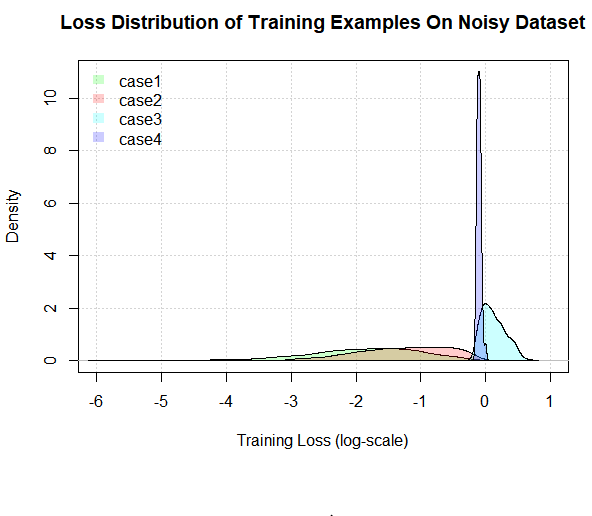 Loss Distribution of Training Examples On Noisy Dataset
case1
case2
case3
case4
Density
0
2
4
6
8
10
-6 -5 -4 -3 -2 -1 0 1
Training Loss (log-scale)